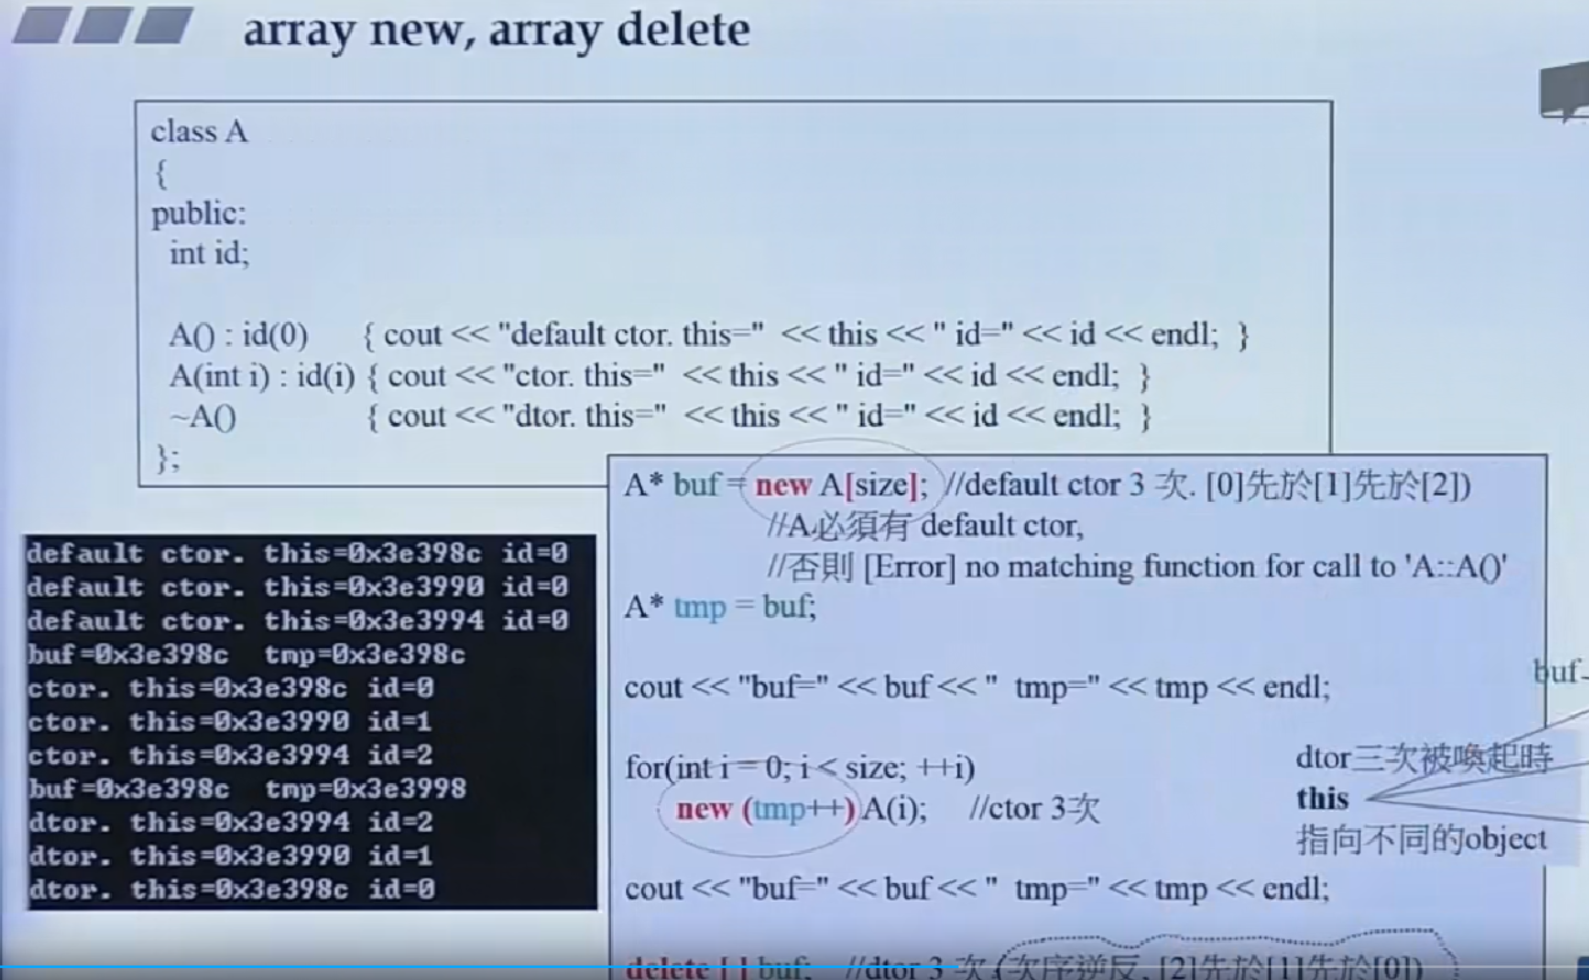 array new, array delete
class A
{
public:
int id;
A() : id(0) { cout << "default ctor. this=" << this << " id=" << id << endl; }
A(int i) : id(i) { cout << "ctor. this=" << this << " id=" << id << endl; }
~A() { cout << "dtor. this=" << this << " id=" << id << endl; }
};
A* buf = new A[size]; //default ctor 3 次. [0]先於[1]先於[2])
//A必須有 default ctor,
//否則 [Error] no matching function for call to 'A::A()'
A* tmp = buf;
cout << "buf=" << buf << " tmp=" << tmp << endl;
for(int i = 0; i < size; ++i)
new (tmp++) A(i); //ctor 3次
cout << "buf=" << buf << " tmp=" << tmp << endl;
delete [ ] buf; //dtor 3 次 (次序逆反, [2]先於[1]先於[0])
default ctor. this=0x3e398c id=0
default ctor. this=0x3e3990 id=0
default ctor. this=0x3e3994 id=0
buf=0x3e398c tmp=0x3e398c
ctor. this=0x3e398c id=0
ctor. this=0x3e3990 id=1
ctor. this=0x3e3994 id=2
buf=0x3e398c tmp=0x3e3998
dtor. this=0x3e3994 id=2
dtor. this=0x3e3990 id=1
dtor. this=0x3e398c id=0
buf
dtor三次被喚起時
this
指向不同的object